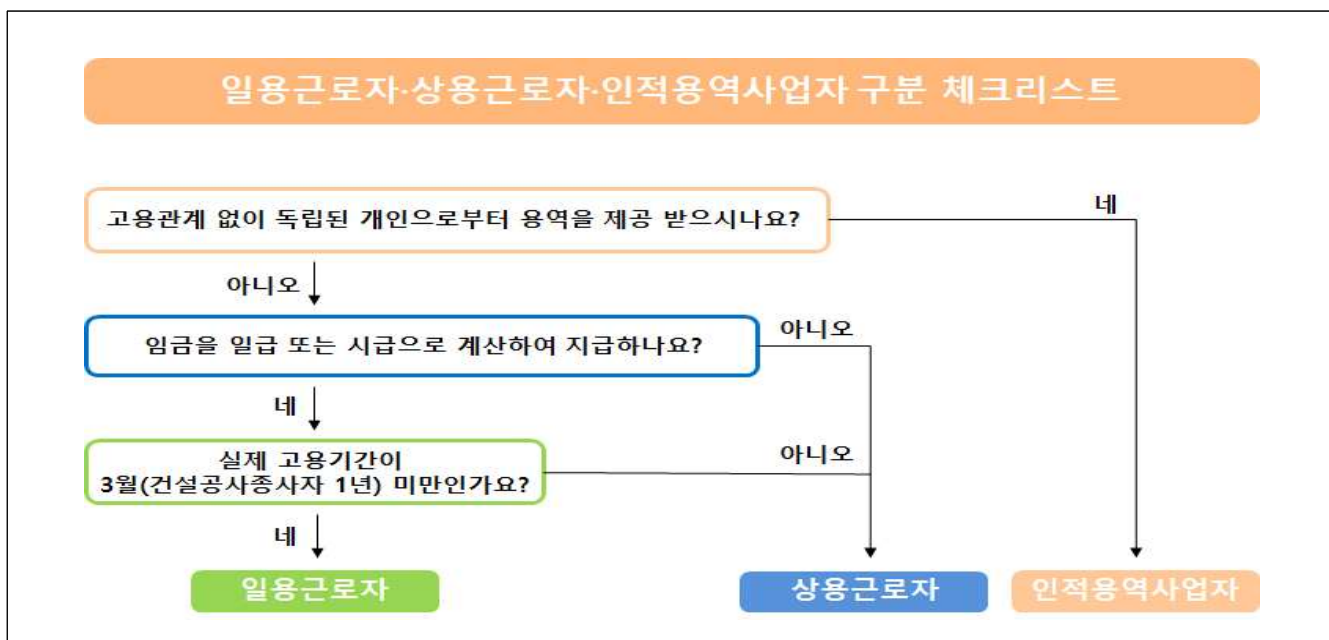 일용근로자·상용근로자·인적용역사업자 구분 체크리스트
고용관계 없이 독립된 개인으로부터 용역을 제공 받으시나요?
네
아니오
임금을 일급 또는 시급으로 계산하여 지급하나요?
아니오
네
실제 고용기간이
3월(건설공사종사자 1년) 미만인가요?
아니오
네
일용근로자
상용근로자
인적용역사업자